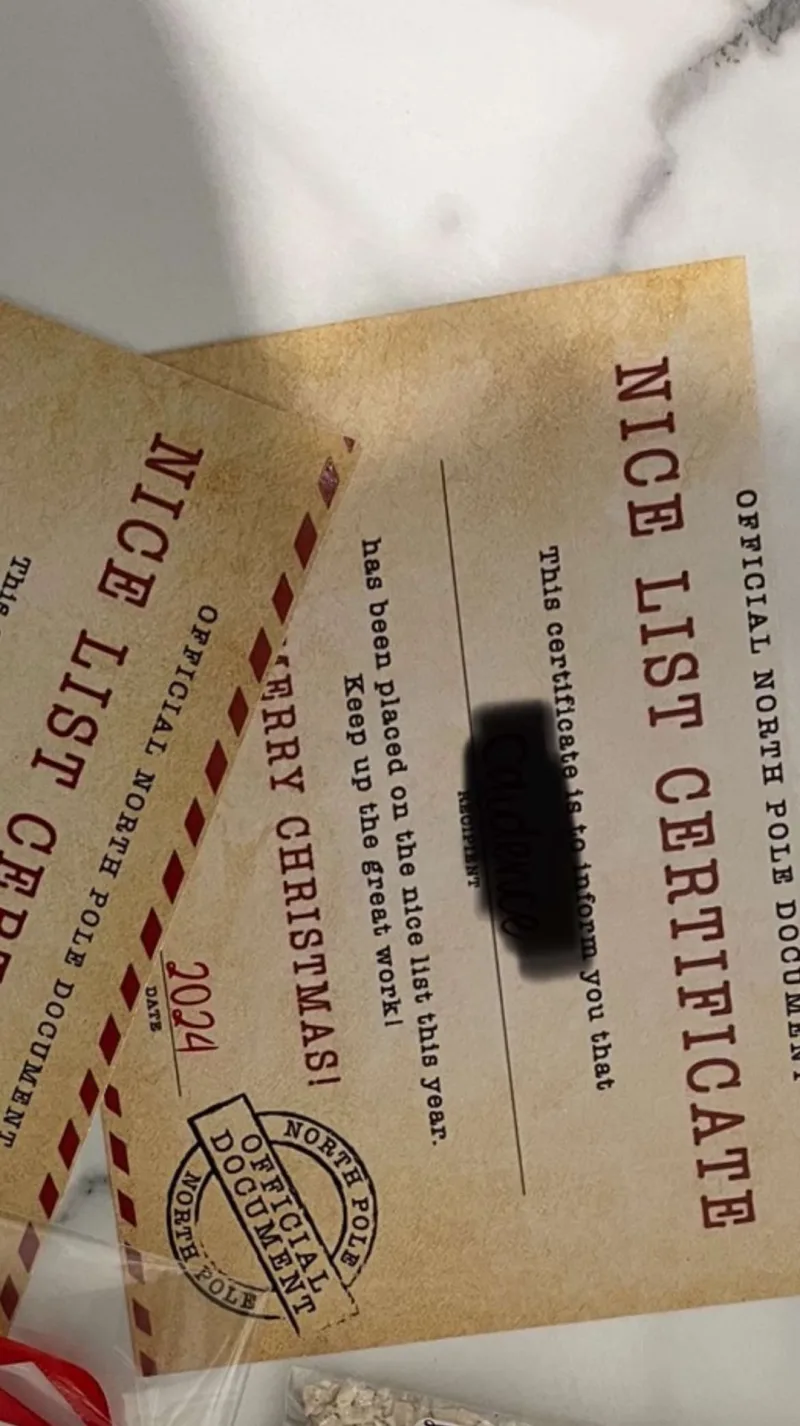 OFFICIAL NORTH POLE DOCUMENT
NICE LIST CERTIFICATE
This certificate is to inform you that
RECIPIENT
has been placed on the nice list this year.
Keep up the great work!
MERRY CHRISTMAS!
2024
DATE
NORTH POLE
OFFICIAL
DOCUMENT
NORTH POLE
OFFICIAL NORTH POLE DOCUMENT
NICE LIST CERT
This